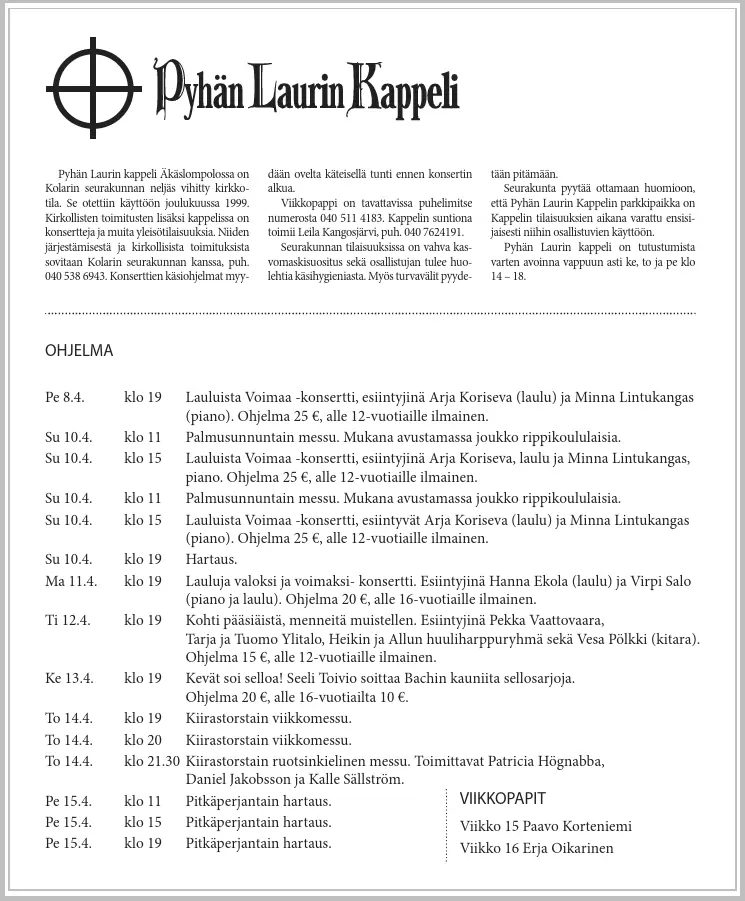 Pyhän Laurin Kappeli
Pyhän Laurin kappeli Äkäslompolossa on
Kolarin seurakunnan neljäs vihitty kirkko-
tila. Se otettiin käyttöön joulukuussa 1999.
Kirkollisten toimitusten lisäksi kappelissa on
konsertteja ja muita yleisötilaisuuksia. Niiden
järjestämisestä ja kirkollisista toimituksista
sovitaan Kolarin seurakunnan kanssa, puh.
040 538 6943. Konserttien käsiohjelmat myy-
dään ovelta käteisellä tunti ennen konsertin
alkua.
Viikkopappi on tavattavissa puhelimitse
numerosta 040 511 4183. Kappelin suntiona
toimii Leila Kangosjärvi, puh. 040 7624191.
Seurakunnan tilaisuuksissa on vahva kas-
vomaskisuositus sekä osallistujan tulee huo-
lehtia käsihygieniasta. Myös turvavälit pyyde-
tään pitämään.
Seurakunta pyytää ottamaan huomioon,
että Pyhän Laurin Kappelin parkkipaikka on
Kappelin tilaisuuksien aikana varattu ensisi-
jaisesti niihin osallistuvien käyttöön.
Pyhän Laurin kappeli on tutustumista
varten avoinna vappuun asti ke, to ja pe klo
14 – 18.
OHJELMA
Pe 8.4. klo 19 Lauluista Voimaa -konsertti, esiintyjinä Arja Koriseva (laulu) ja Minna Lintukangas
(piano). Ohjelma 25 €, alle 12-vuotiaille ilmainen.
Su 10.4. klo 11 Palmusunnuntain messu. Mukana avustamassa joukko rippikoululaisia.
Su 10.4. klo 15 Lauluista Voimaa -konsertti, esiintyjinä Arja Koriseva, laulu ja Minna Lintukangas,
piano. Ohjelma 25 €, alle 12-vuotiaille ilmainen.
Su 10.4. klo 11 Palmusunnuntain messu. Mukana avustamassa joukko rippikoululaisia.
Su 10.4. klo 15 Lauluista Voimaa -konsertti, esiintyvät Arja Koriseva (laulu) ja Minna Lintukangas
(piano). Ohjelma 25 €, alle 12-vuotiaille ilmainen.
Su 10.4. klo 19 Hartaus.
Ma 11.4. klo 19 Lauluja valoksi ja voimaksi- konsertti. Esiintyjinä Hanna Ekola (laulu) ja Virpi Salo
(piano ja laulu). Ohjelma 20 €, alle 16-vuotiaille ilmainen.
Ti 12.4. klo 19 Kohti pääsiäistä, menneitä muistellen. Esiintyjinä Pekka Vaattovaara,
Tarja ja Tuomo Ylitalo, Heikin ja Allun huuliharppuryhmä sekä Vesa Pölkki (kitara).
Ohjelma 15 €, alle 12-vuotiaille ilmainen.
Ke 13.4. klo 19 Kevät soi selloa! Seeli Toivio soittaa Bachin kauniita sellosarjoja.
Ohjelma 20 €, alle 16-vuotiailta 10 €.
To 14.4. klo 19 Kiirastorstain viikkomessu.
To 14.4. klo 20 Kiirastorstain viikkomessu.
To 14.4. klo 21.30 Kiirastorstain ruotsinkielinen messu. Toimittavat Patricia Högnabba,
Daniel Jakobsson ja Kalle Sällström.
Pe 15.4. klo 11 Pitkäperjantain hartaus.
Pe 15.4. klo 15 Pitkäperjantain hartaus.
Pe 15.4. klo 19 Pitkäperjantain hartaus.
VIIKKOPAPIT
Viikko 15 Paavo Korteniemi
Viikko 16 Erja Oikarinen